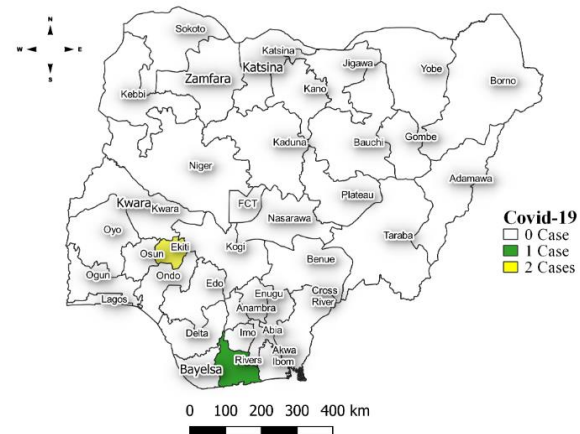 N
W E
S
Sokoto
Katsina
Katsina
Jigawa
Yobe
Borno
Zamfara
Kebbi
Kano
Gombe
Kaduna
Bauchi
Niger
Adamawa
Plateau
FCT
Nasarawa
Kwara
Kwara
Taraba
Oyo
Ekiti
Kogi
Osun
Benue
Ogun
Ondo
Edo
Lagos
Enugu
Cross
River
Anambra
Delta
Imo
Abia
Rivers
Akwa
Ibom
Bayelsa
Covid-19
0 Case
1 Case
2 Cases
0 100 200 300 400 km